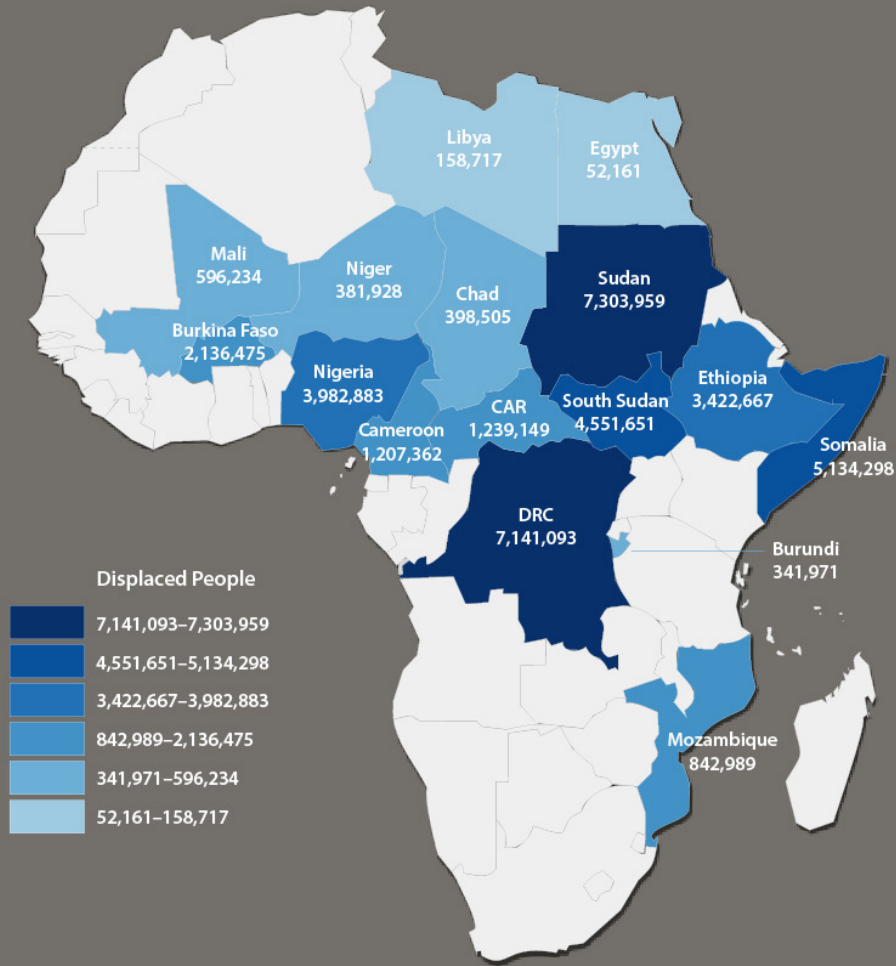 Libya
158,717
Egypt
52,161
Mali
596,234
Niger
381,928
Chad
398,505
Sudan
7,303,959
Burkina Faso
2,136,475
Nigeria
3,982,883
Ethiopia
3,422,667
CAR
1,239,149
South Sudan
4,551,651
Cameroon
1,207,362
Somalia
5,134,298
DRC
7,141,093
Burundi
341,971
Mozambique
842,989
Displaced People
7,141,093–7,303,959
4,551,651–5,134,298
3,422,667–3,982,883
842,989–2,136,475
341,971–596,234
52,161–158,717